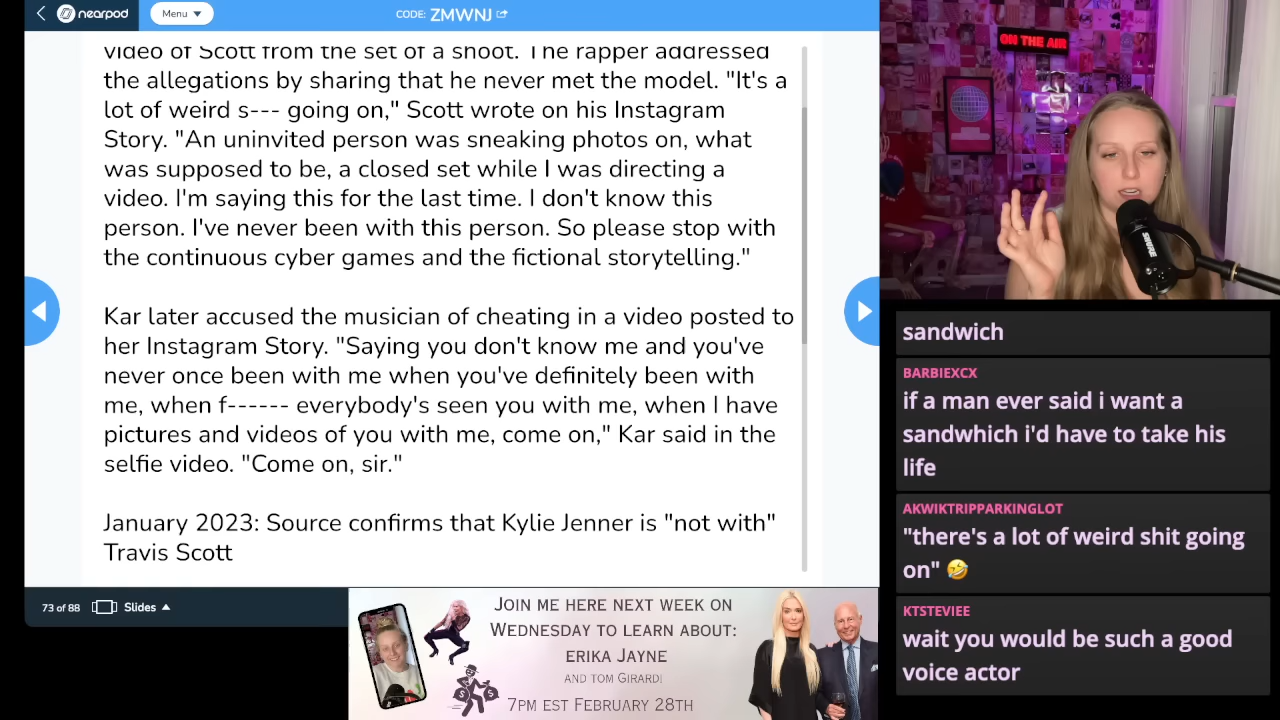 nearpod
Menu
CODE: ZMWNJ
video of Scott from the set of a shoot. The rapper addressed
the allegations by sharing that he never met the model. "It's a
lot of weird s--- going on," Scott wrote on his Instagram
Story. "An uninvited person was sneaking photos on, what
was supposed to be, a closed set while I was directing a
video. I'm saying this for the last time. I don't know this
person. I've never been with this person. So please stop with
the continuous cyber games and the fictional storytelling."
Kar later accused the musician of cheating in a video posted to
her Instagram Story. "Saying you don't know me and you've
never once been with me when you've definitely been with
me, when f------ everybody's seen you with me, when I have
pictures and videos of you with me, come on," Kar said in the
selfie video. "Come on, sir."
January 2023: Source confirms that Kylie Jenner is "not with"
Travis Scott
73 of 88
Slides
JOIN ME HERE NEXT WEEK ON
WEDNESDAY TO LEARN ABOUT:
ERIKA JAYNE
AND TOM GIRARDI
7PM EST FEBRUARY 28TH
ON THE AIR
SHURE
sandwich
BARBIEXCX
if a man ever said i want a
sandwhich i'd have to take his
life
AKWIKTRIPPARKINGLOT
"there's a lot of weird shit going
on" 🤣
KTSTEVIEE
wait you would be such a good
voice actor